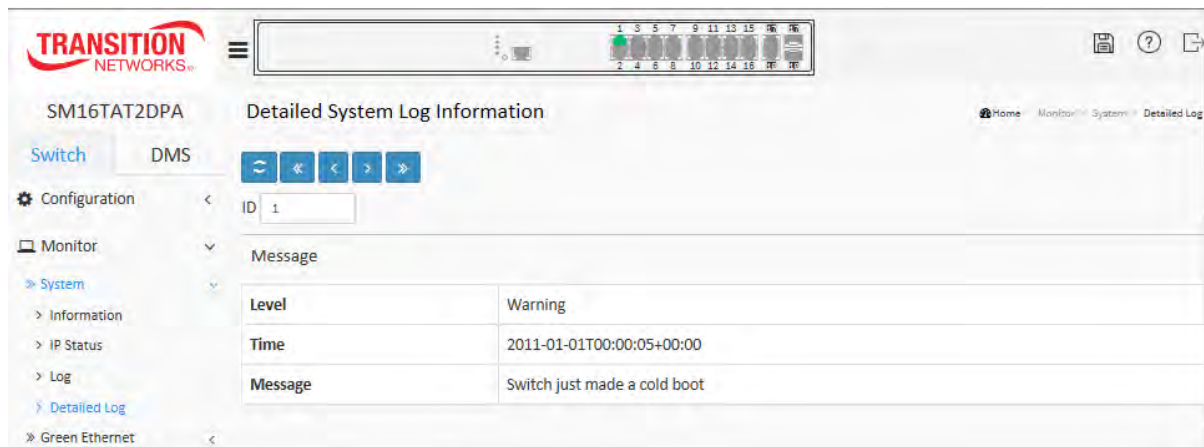 TRANSITION
NETWORKS®
1 3 5 7 9 11 13 15
2 4 6 8 10 12 14 16
SM16TAT2DPA
Detailed System Log Information
Home Monitor System Detailed Log
Switch DMS
Configuration
ID 1
Monitor
Message
System
Level Warning
Information
Time 2011-01-01T00:00:05+00:00
IP Status
Log
Message Switch just made a cold boot
Detailed Log
Green Ethernet